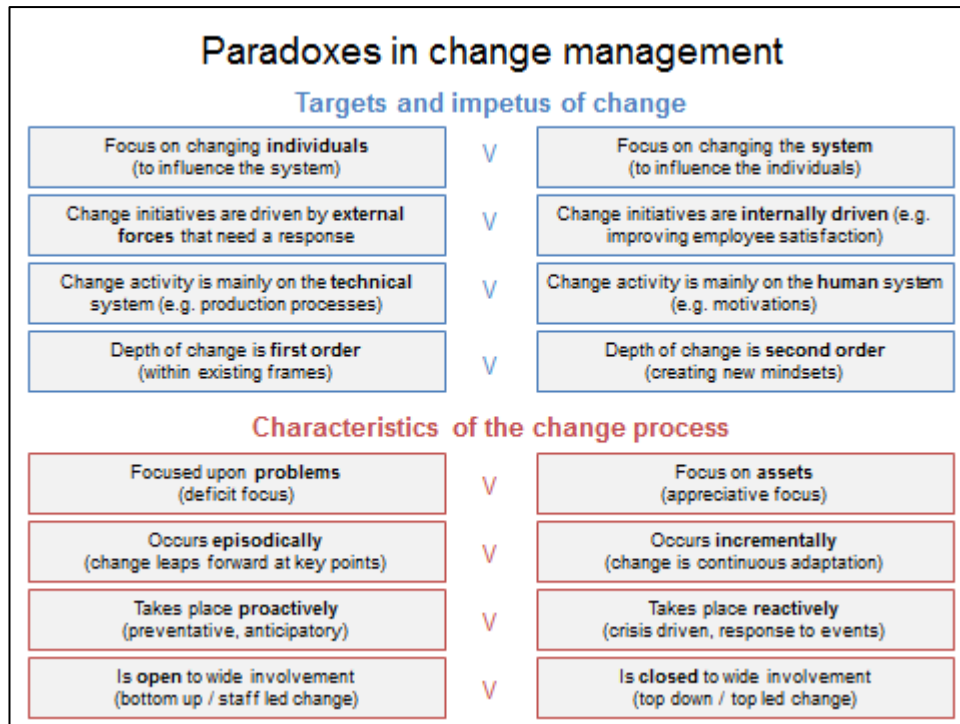 Paradoxes in change management
Targets and impetus of change
Focus on changing individuals
(to influence the system)
V
Focus on changing the system
(to influence the individuals)
Change initiatives are driven by external
forces that need a response
V
Change initiatives are internally driven (e.g.
improving employee satisfaction)
Change activity is mainly on the technical
system (e.g. production processes)
V
Change activity is mainly on the human system
(e.g. motivations)
Depth of change is first order
(within existing frames)
V
Depth of change is second order
(creating new mindsets)
Characteristics of the change process
Focused upon problems
(deficit focus)
V
Focus on assets
(appreciative focus)
Occurs episodically
(change leaps forward at key points)
V
Occurs incrementally
(change is continuous adaptation)
Takes place proactively
(preventative, anticipatory)
V
Takes place reactively
(crisis driven, response to events)
Is open to wide involvement
(bottom up / staff led change)
V
Is closed to wide involvement
(top down / top led change)